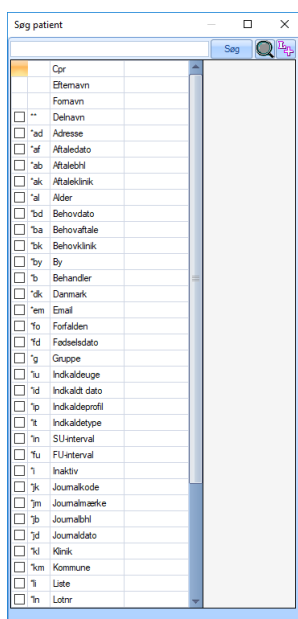 Søg patient
Søg
Cpr
Efternavn
Fornavn
** Delnavn
*ad Adresse
*af Aftaledato
*ab Aftalebhl
*ak Aftaleklinik
*al Alder
*bd Behovdato
*ba Behovaftale
*bk Behovklinik
*by By
*b Behandler
*dk Danmark
*em Email
*fo Forfalden
*fd Fødselsdato
*g Gruppe
*iu Indkaldeuge
*id Indkaldt dato
*ip Indkaldeprofil
*it Indkaldetype
*in SU-interval
*fu FU-interval
*i Inaktiv
*jk Journalkode
*jm Journalmærke
*jb Journalbhl
*jd Journaldato
*kl Klinik
*km Kommune
*li Liste
*ln Lotnr